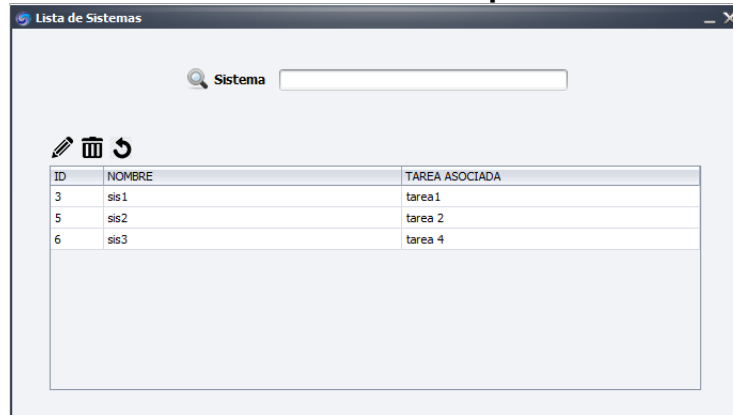 Lista de Sistemas
Sistema
ID NOMBRE TAREA ASOCIADA
3 sis1 tarea1
5 sis2 tarea 2
6 sis3 tarea 4